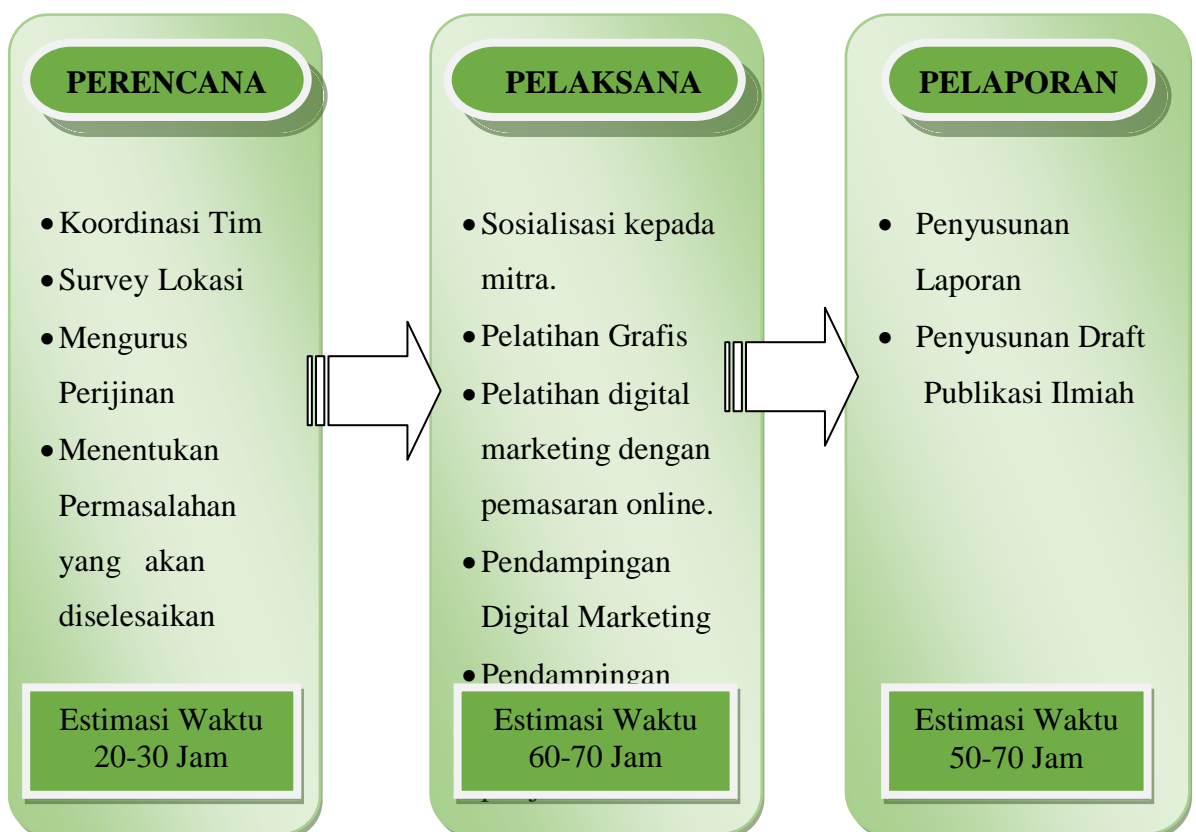 PERENCANA
• Koordinasi Tim
• Survey Lokasi
• Mengurus
Perijinan
• Menentukan
Permasalahan
yang akan
diselesaikan
Estimasi Waktu
20-30 Jam
PELAKSANA
• Sosialisasi kepada
mitra.
• Pelatihan Grafis
• Pelatihan digital
marketing dengan
pemasaran online.
• Pendampingan
Digital Marketing
• Pendampingan
Estimasi Waktu
60-70 Jam
PELAPORAN
• Penyusunan
Laporan
• Penyusunan Draft
Publikasi Ilmiah
Estimasi Waktu
50-70 Jam